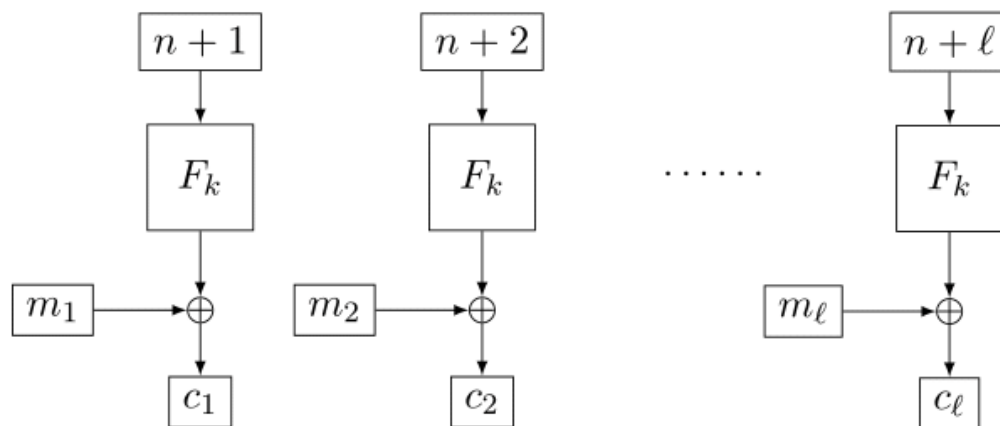 n + 1 n + 2 n + ℓ
F_k F_k ...... F_k
m_1 ⊕ m_2 ⊕ m_ℓ ⊕
c_1 c_2 c_ℓ